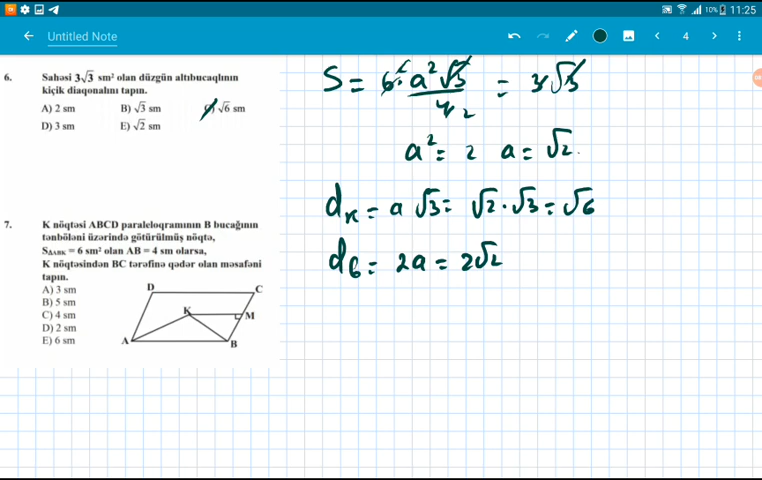 10% 11:25
Untitled Note
4
6. Sahəsi 3√3 sm² olan düzgün altıbucaqlının
kiçik diaqonalını tapın.
A) 2 sm B) √3 sm C) √6 sm
D) 3 sm E) √2 sm
S = 6·a²√3/4 2 = 3√3
a² = 2 a = √2.
dk = a√3 = √2·√3 = √6
d6 = 2a = 2√2
7. K nöqtəsi ABCD paraleloqramının B bucağının
tənböləni üzərində götürülmüş nöqtə,
S△ABK = 6 sm² olan AB = 4 sm olarsa,
K nöqtəsindən BC tərəfinə qədər olan məsafəni
tapın.
A) 3 sm
B) 5 sm
C) 4 sm
D) 2 sm
E) 6 sm
D C
K M
A B